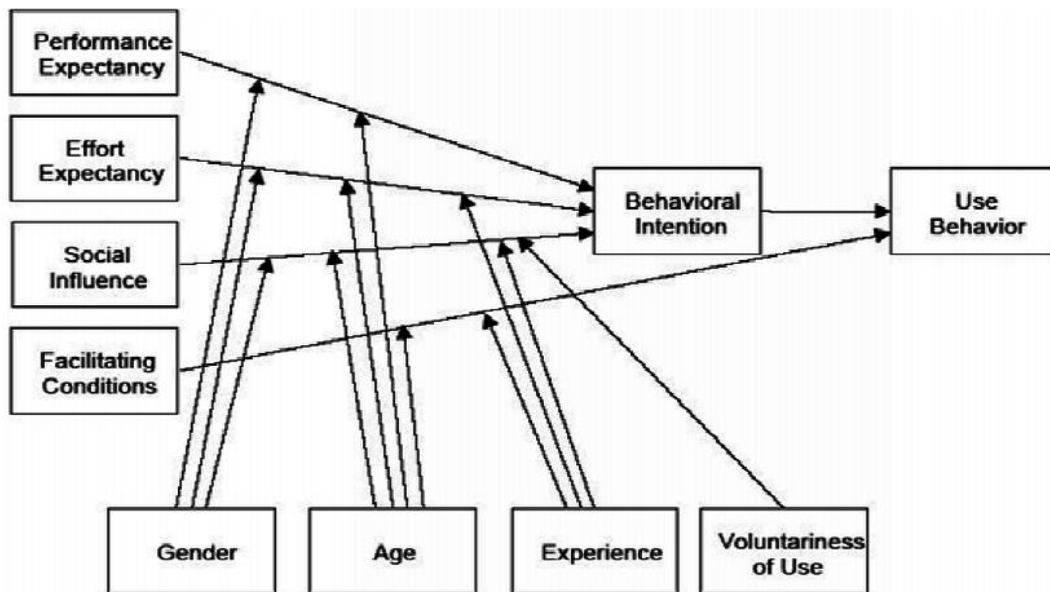 Performance
Expectancy
Effort
Expectancy
Social
Influence
Facilitating
Conditions
Behavioral
Intention
Use
Behavior
Gender
Age
Experience
Voluntariness
of Use